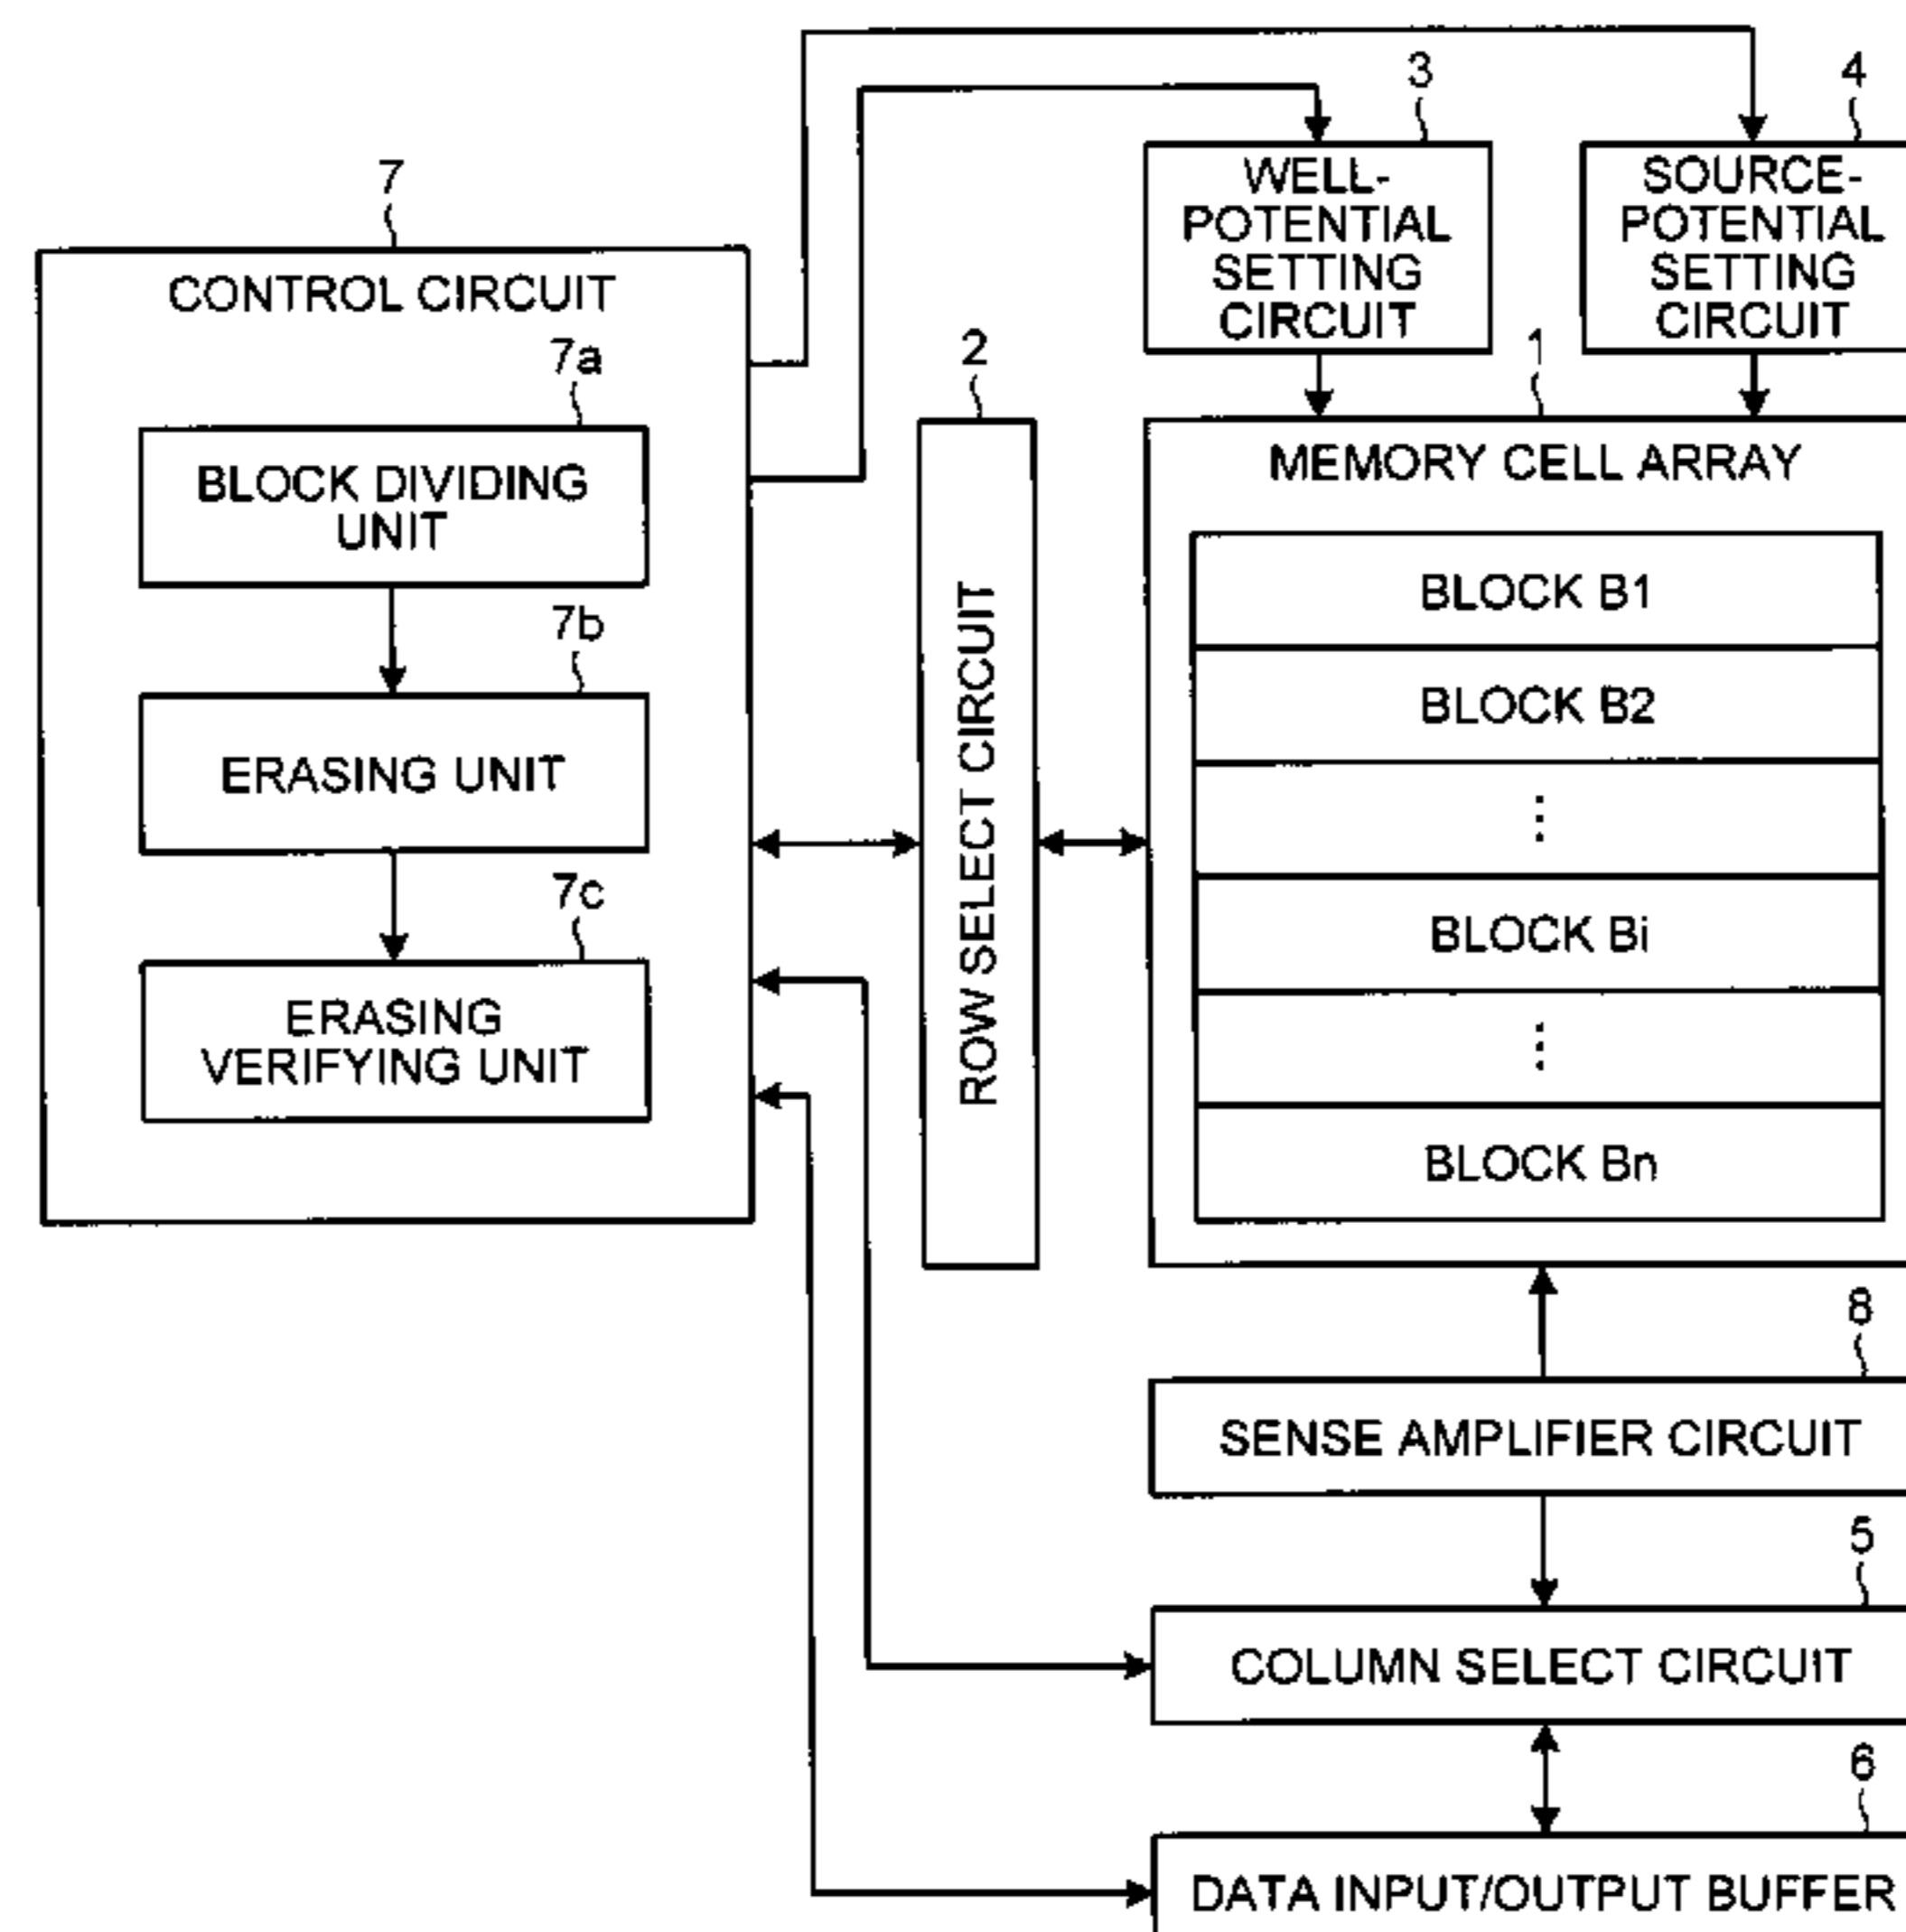 3
4
WELL-
POTENTIAL
SETTING
CIRCUIT
SOURCE-
POTENTIAL
SETTING
CIRCUIT
7
CONTROL CIRCUIT
7a
BLOCK DIVIDING
UNIT
7b
ERASING UNIT
7c
ERASING
VERIFYING UNIT
2
ROW SELECT CIRCUIT
1
MEMORY CELL ARRAY
BLOCK B1
BLOCK B2
⋮
BLOCK Bi
⋮
BLOCK Bn
8
SENSE AMPLIFIER CIRCUIT
5
COLUMN SELECT CIRCUIT
6
DATA INPUT/OUTPUT BUFFER